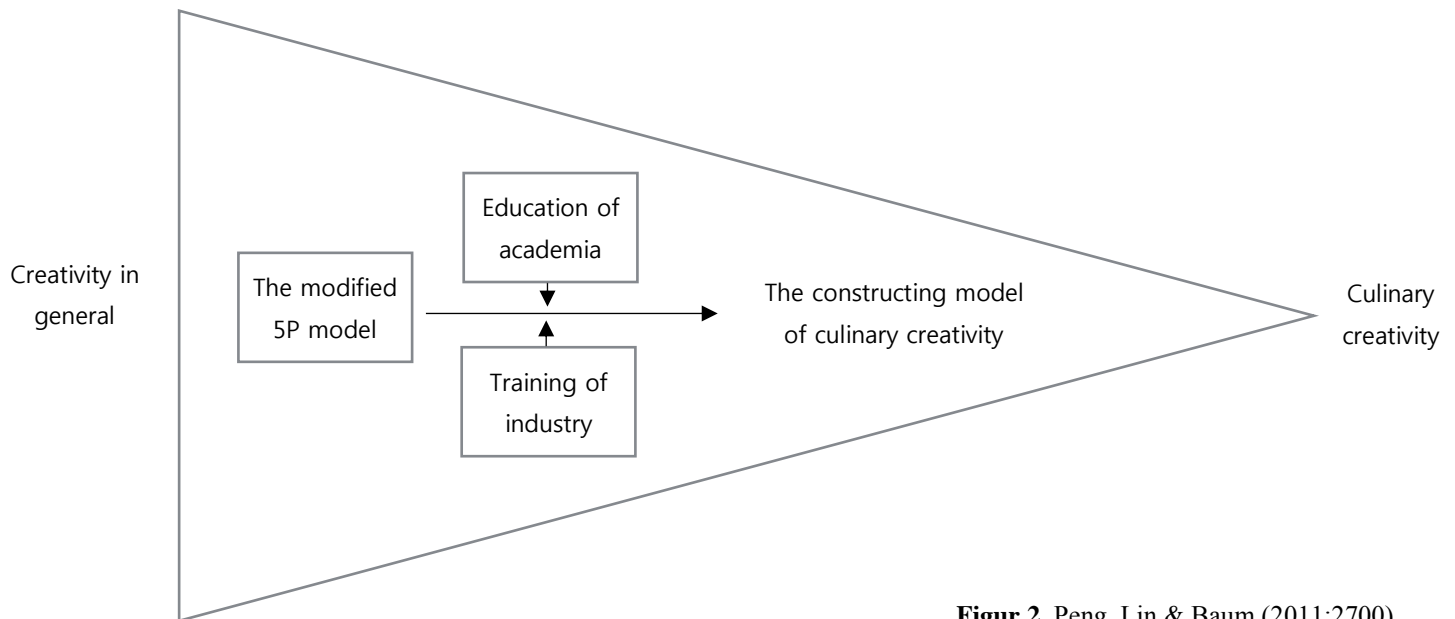 Creativity in
general
The modified
5P model
Education of
academia
Training of
industry
The constructing model
of culinary creativity
Culinary
creativity
Figur 2. Peng, Lin & Baum (2011:2700)